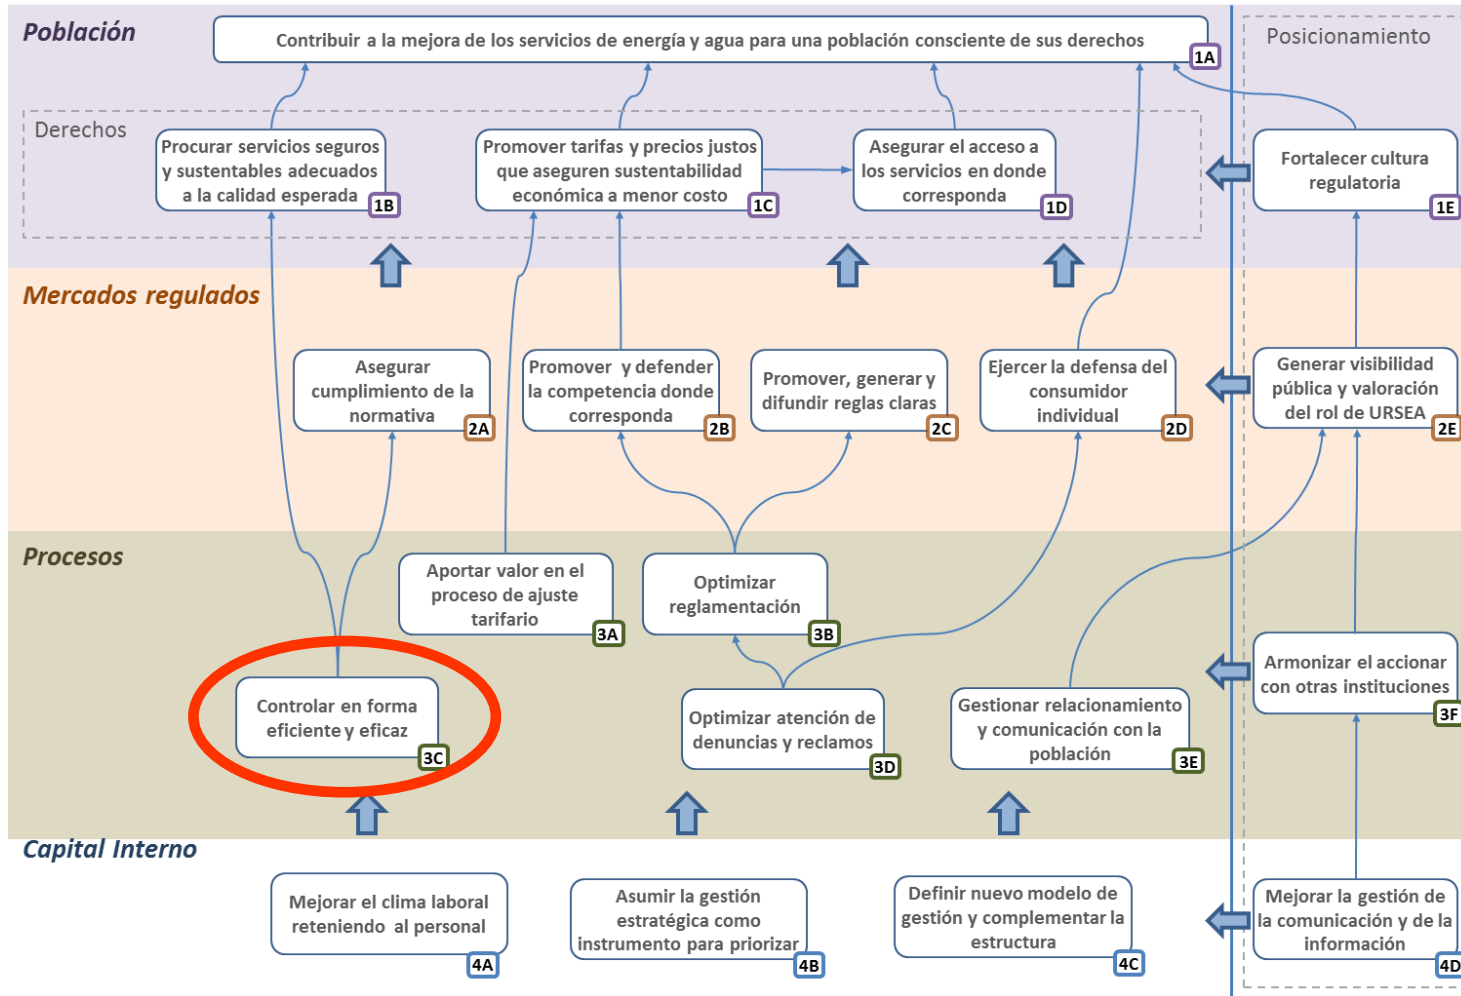 Población
Contribuir a la mejora de los servicios de energía y agua para una población consciente de sus derechos
1A
Posicionamiento
Derechos
Procurar servicios seguros
y sustentables adecuados
a la calidad esperada
1B
Promover tarifas y precios justos
que aseguren sustentabilidad
económica a menor costo
1C
Asegurar el acceso a
los servicios en donde
corresponda
1D
Fortalecer cultura
regulatoria
1E
Mercados regulados
Asegurar
cumplimiento de la
normativa
2A
Promover y defender
la competencia donde
corresponda
2B
Promover, generar y
difundir reglas claras
2C
Ejercer la defensa del
consumidor
individual
2D
Generar visibilidad
pública y valoración
del rol de URSEA
2E
Procesos
Aportar valor en el
proceso de ajuste
tarifario
3A
Optimizar
reglamentación
3B
Controlar en forma
eficiente y eficaz
3C
Optimizar atención de
denuncias y reclamos
3D
Gestionar relacionamiento
y comunicación con la
población
3E
Armonizar el accionar
con otras instituciones
3F
Capital Interno
Mejorar el clima laboral
reteniendo al personal
4A
Asumir la gestión
estratégica como
instrumento para priorizar
4B
Definir nuevo modelo de
gestión y complementar la
estructura
4C
Mejorar la gestión de
la comunicación y de la
información
4D